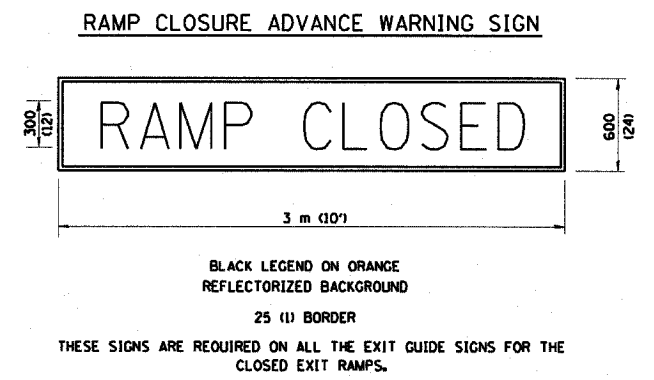 RAMP CLOSURE ADVANCE WARNING SIGN
RAMP CLOSED
300
(12)
600
(24)
3 m (10')
BLACK LEGEND ON ORANGE
REFLECTORIZED BACKGROUND
25 (1) BORDER
THESE SIGNS ARE REQUIRED ON ALL THE EXIT GUIDE SIGNS FOR THE
CLOSED EXIT RAMPS.